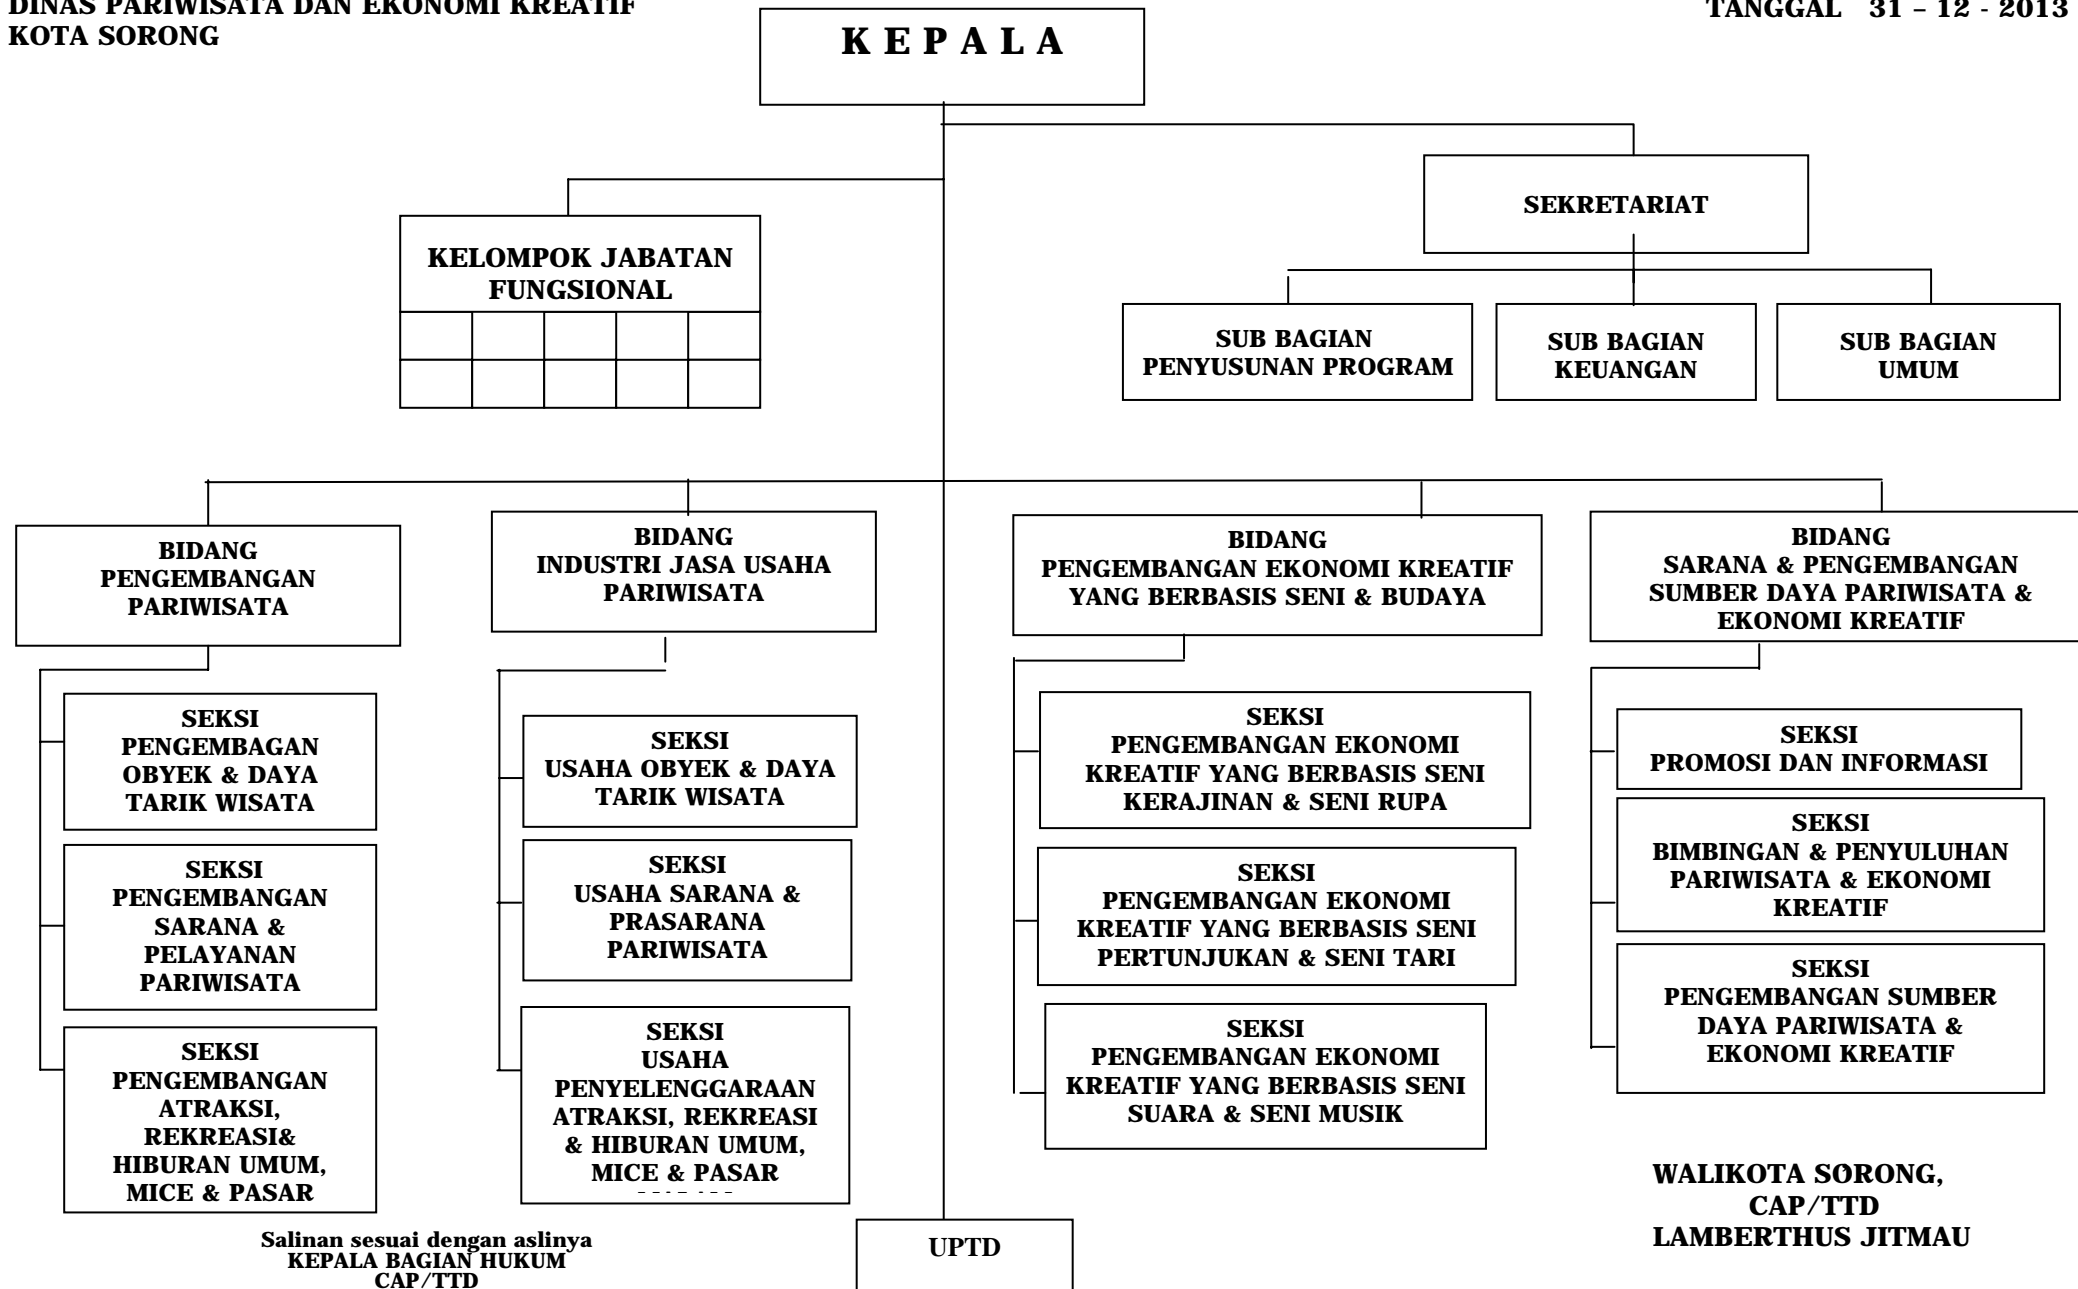 DINAS PARIWISATA DAN EKONOMI KREATIF
KOTA SORONG
TANGGAL 31 – 12 - 2013
K E P A L A
SEKRETARIAT
KELOMPOK JABATAN
FUNGSIONAL
SUB BAGIAN
PENYUSUNAN PROGRAM
SUB BAGIAN
KEUANGAN
SUB BAGIAN
UMUM
BIDANG
PENGEMBANGAN
PARIWISATA
BIDANG
INDUSTRI JASA USAHA
PARIWISATA
BIDANG
PENGEMBANGAN EKONOMI KREATIF
YANG BERBASIS SENI & BUDAYA
BIDANG
SARANA & PENGEMBANGAN
SUMBER DAYA PARIWISATA &
EKONOMI KREATIF
SEKSI
PENGEMBAGAN
OBYEK & DAYA
TARIK WISATA
SEKSI
PENGEMBANGAN
SARANA &
PELAYANAN
PARIWISATA
SEKSI
PENGEMBANGAN
ATRAKSI,
REKREASI&
HIBURAN UMUM,
MICE & PASAR
SEKSI
USAHA OBYEK & DAYA
TARIK WISATA
SEKSI
USAHA SARANA &
PRASARANA
PARIWISATA
SEKSI
USAHA
PENYELENGGARAAN
ATRAKSI, REKREASI
& HIBURAN UMUM,
MICE & PASAR
SEKSI
PENGEMBANGAN EKONOMI
KREATIF YANG BERBASIS SENI
KERAJINAN & SENI RUPA
SEKSI
PENGEMBANGAN EKONOMI
KREATIF YANG BERBASIS SENI
PERTUNJUKAN & SENI TARI
SEKSI
PENGEMBANGAN EKONOMI
KREATIF YANG BERBASIS SENI
SUARA & SENI MUSIK
SEKSI
PROMOSI DAN INFORMASI
SEKSI
BIMBINGAN & PENYULUHAN
PARIWISATA & EKONOMI
KREATIF
SEKSI
PENGEMBANGAN SUMBER
DAYA PARIWISATA &
EKONOMI KREATIF
WALIKOTA SORONG,
CAP/TTD
LAMBERTHUS JITMAU
Salinan sesuai dengan aslinya
KEPALA BAGIAN HUKUM
CAP/TTD
UPTD